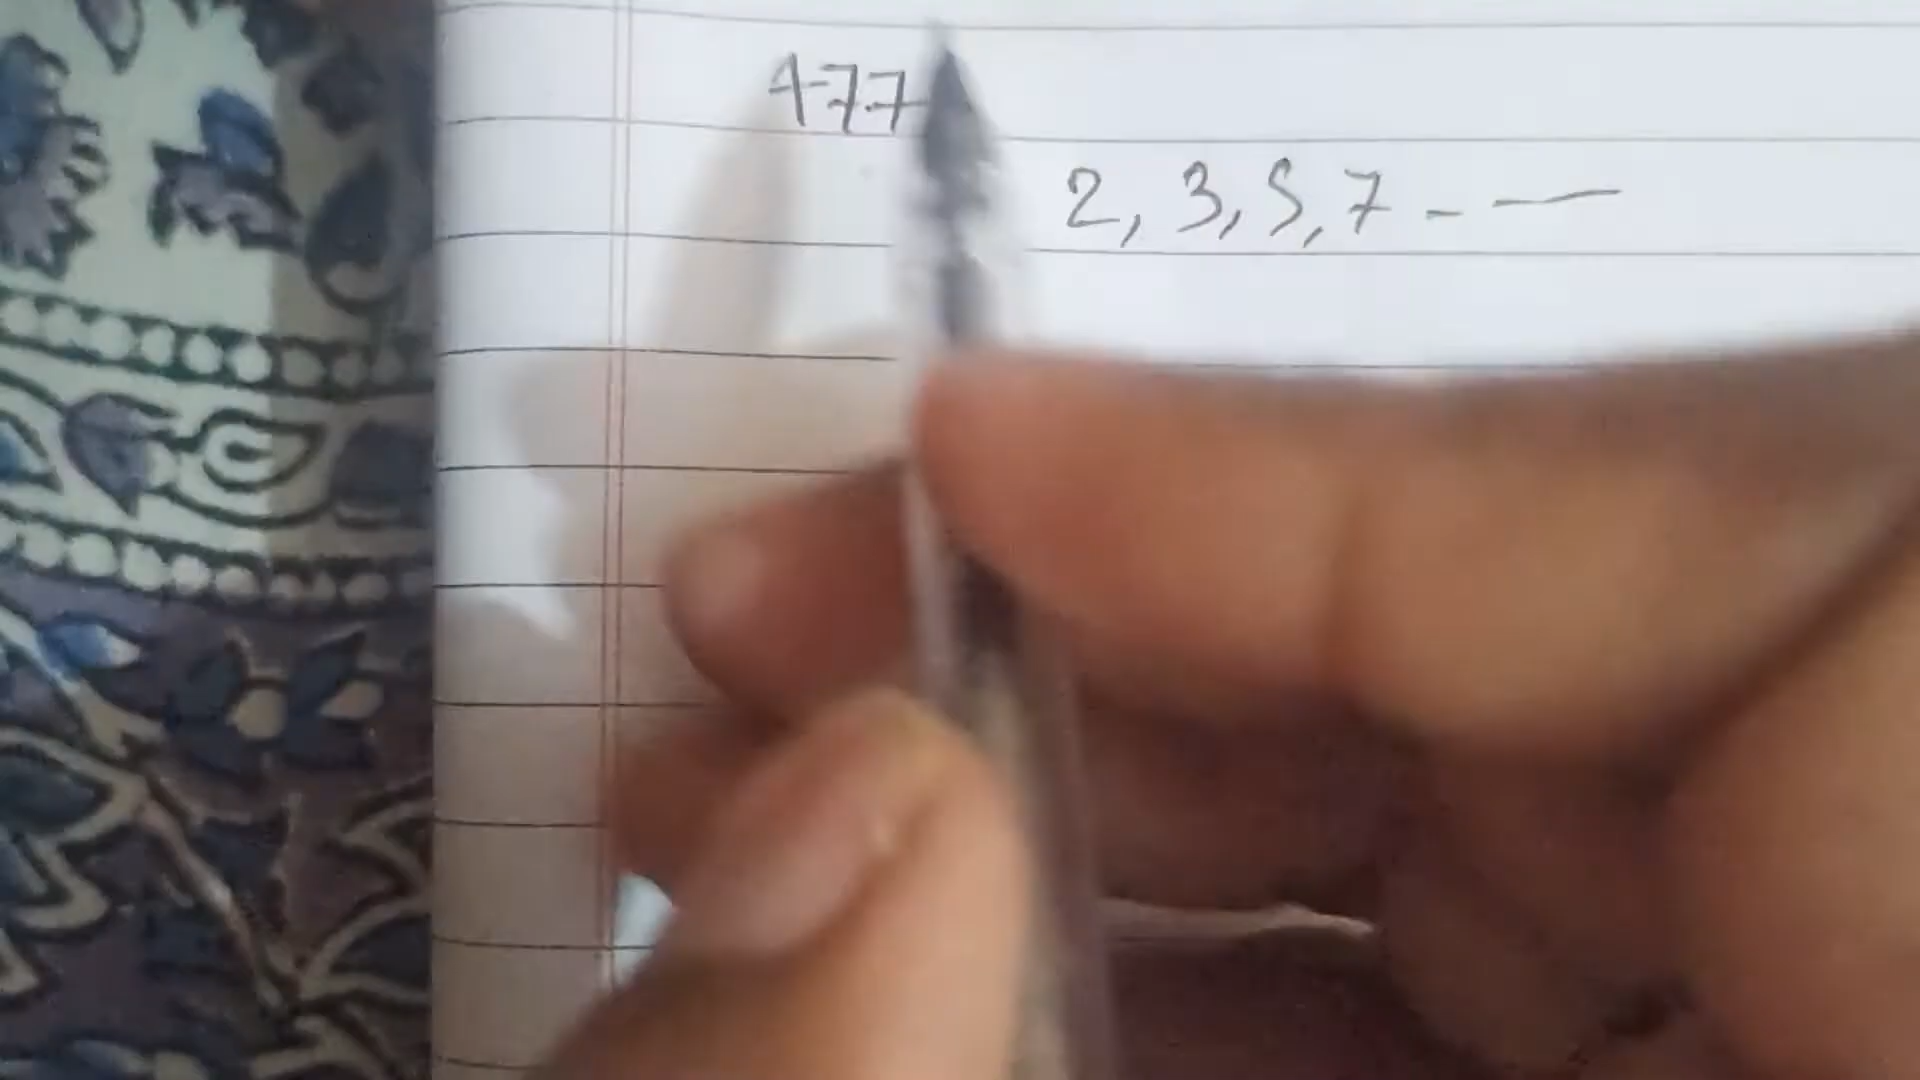 477
2, 3, 5, 7 - —